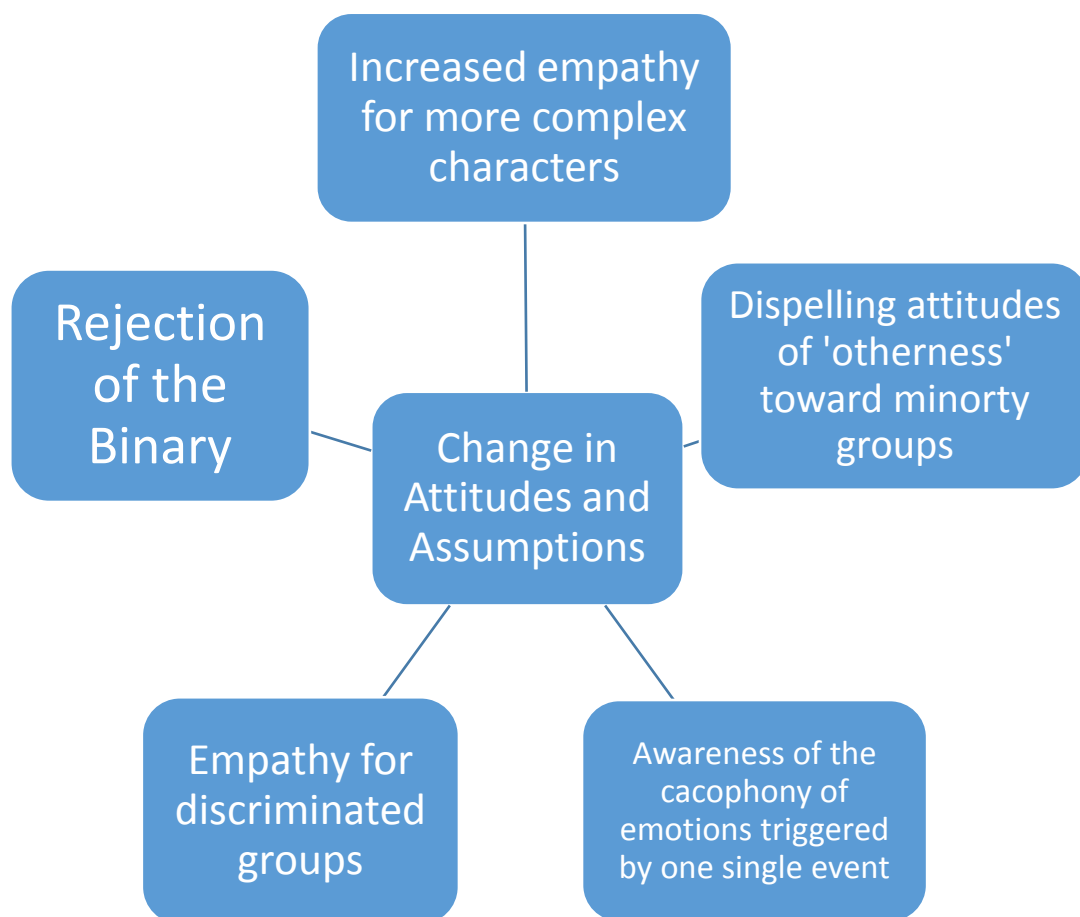 Increased empathy
for more complex
characters
Rejection
of the
Binary
Dispelling attitudes
of 'otherness'
toward minorty
groups
Change in
Attitudes and
Assumptions
Empathy for
discriminated
groups
Awareness of the
cacophony of
emotions triggered
by one single event